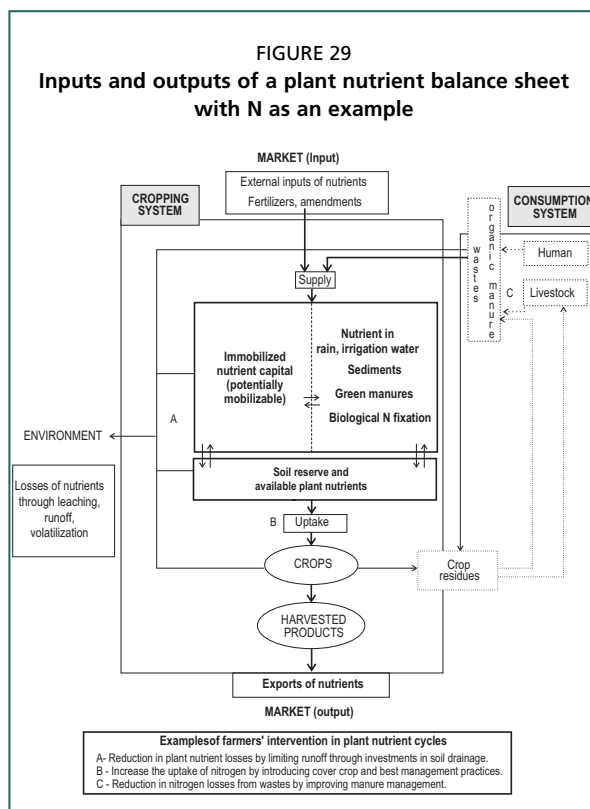 FIGURE 29
Inputs and outputs of a plant nutrient balance sheet
with N as an example
MARKET (Input)
External inputs of nutrients
Fertilizers, amendments
CROPPING
SYSTEM
CONSUMPTION
SYSTEM
organic manure
wastes
Human
C
Livestock
Supply
Immobilized
nutrient capital
(potentially
mobilizable)
Nutrient in
rain, irrigation water
Sediments
Green manures
Biological N fixation
A
ENVIRONMENT
Losses of nutrients
through leaching,
runoff,
volatilization
Soil reserve and
available plant nutrients
B
Uptake
CROPS
Crop
residues
HARVESTED
PRODUCTS
Exports of nutrients
MARKET (output)
Examplesof farmers' intervention in plant nutrient cycles
A- Reduction in plant nutrient losses by limiting runoff through investments in soil drainage.
B - Increase the uptake of nitrogen by introducing cover crop and best management practices.
C - Reduction in nitrogen losses from wastes by improving manure management.